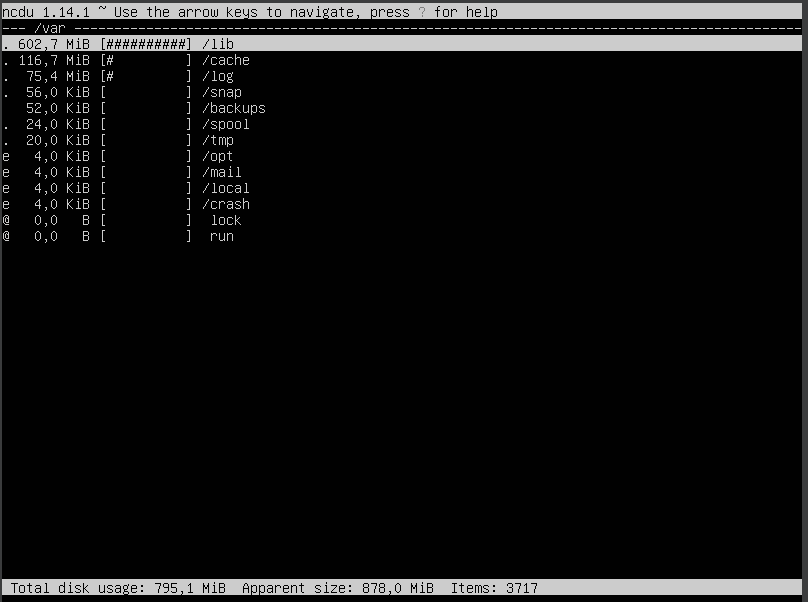 ncdu 1.14.1 ~ Use the arrow keys to navigate, press ? for help
--- /var -------------------------------------------------------------------------------------------
. 602,7 MiB [##########] /lib
. 116,7 MiB [#         ] /cache
.  75,4 MiB [#         ] /log
.  56,0 KiB [          ] /snap
   52,0 KiB [          ] /backups
.  24,0 KiB [          ] /spool
.  20,0 KiB [          ] /tmp
e   4,0 KiB [          ] /opt
e   4,0 KiB [          ] /mail
e   4,0 KiB [          ] /local
e   4,0 KiB [          ] /crash
@   0,0   B [          ]  lock
@   0,0   B [          ]  run
Total disk usage: 795,1 MiB  Apparent size: 878,0 MiB  Items: 3717